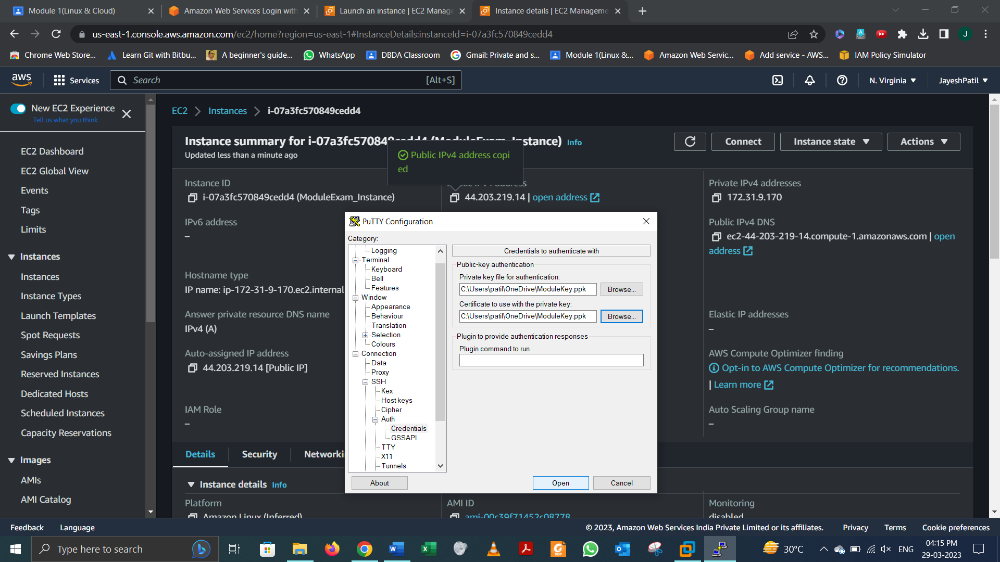 Module 1(Linux & Cloud)
Amazon Web Services Login with
Launch an instance | EC2 Manage
Instance details | EC2 Manageme
us-east-1.console.aws.amazon.com/ec2/home?region=us-east-1#InstanceDetails:instanceId=i-07a3fc570849cedd4
J
Chrome Web Store...
Learn Git with Bitbu...
A beginner's guide...
WhatsApp
DBDA Classroom
Gmail: Private and s...
Module 1(Linux &...
Amazon Web Servic...
Add service - AWS...
IAM Policy Simulator
aws
Services
Search
[Alt+S]
N. Virginia
JayeshPatil
New EC2 Experience
Tell us what you think
EC2 Dashboard
EC2 Global View
Events
Tags
Limits
Instances
Instances
Instance Types
Launch Templates
Spot Requests
Savings Plans
Reserved Instances
Dedicated Hosts
Scheduled Instances
Capacity Reservations
Images
AMIs
AMI Catalog
EC2
Instances
i-07a3fc570849cedd4
Instance summary for i-07a3fc570849cedd4 (ModuleExam_Instance) Info
Updated less than a minute ago
Connect
Instance state
Actions
Public IPv4 address copi
ed
Instance ID
i-07a3fc570849cedd4 (ModuleExam_Instance)
44.203.219.14 | open address
Private IPv4 addresses
172.31.9.170
IPv6 address
–
Public IPv4 DNS
ec2-44-203-219-14.compute-1.amazonaws.com | open
address
Hostname type
IP name: ip-172-31-9-170.ec2.internal
Answer private resource DNS name
IPv4 (A)
Elastic IP addresses
–
Auto-assigned IP address
44.203.219.14 [Public IP]
AWS Compute Optimizer finding
Opt-in to AWS Compute Optimizer for recommendations.
| Learn more
IAM Role
–
Auto Scaling Group name
–
Details
Security
Networki
Instance details Info
Platform
Amazon Linux (Inferred)
AMI ID
ami-00c39f71452c08778
Monitoring
disabled
PuTTY Configuration
Category:
Logging
Terminal
Keyboard
Bell
Features
Window
Appearance
Behaviour
Translation
Selection
Colours
Connection
Data
Proxy
SSH
Kex
Host keys
Cipher
Auth
Credentials
GSSAPI
TTY
X11
Tunnels
Credentials to authenticate with
Public-key authentication
Private key file for authentication:
C:\Users\patil\OneDrive\ModuleKey.ppk
Browse...
Certificate to use with the private key:
C:\Users\patil\OneDrive\ModuleKey.ppk
Browse...
Plugin to provide authentication responses
Plugin command to run
About
Open
Cancel
Feedback
Language
© 2023, Amazon Web Services India Private Limited or its affiliates.
Privacy
Terms
Cookie preferences
Type here to search
30°C
ENG
04:15 PM
29-03-2023